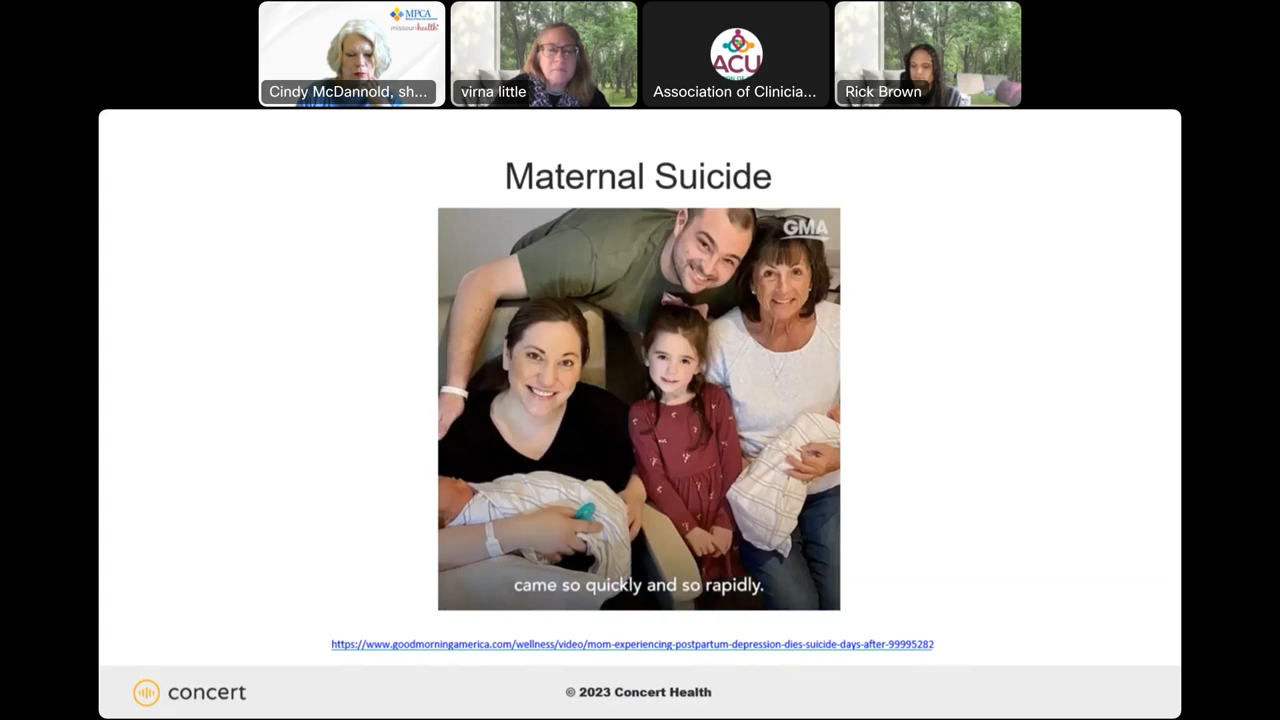 MPCA
missourihealth+
Cindy McDannold, sh...
virna little
ACU
Association of Clinicia...
Rick Brown
Maternal Suicide
GMA
came so quickly and so rapidly.
https://www.goodmorningamerica.com/wellness/video/mom-experiencing-postpartum-depression-dies-suicide-days-after-99995282
concert
© 2023 Concert Health